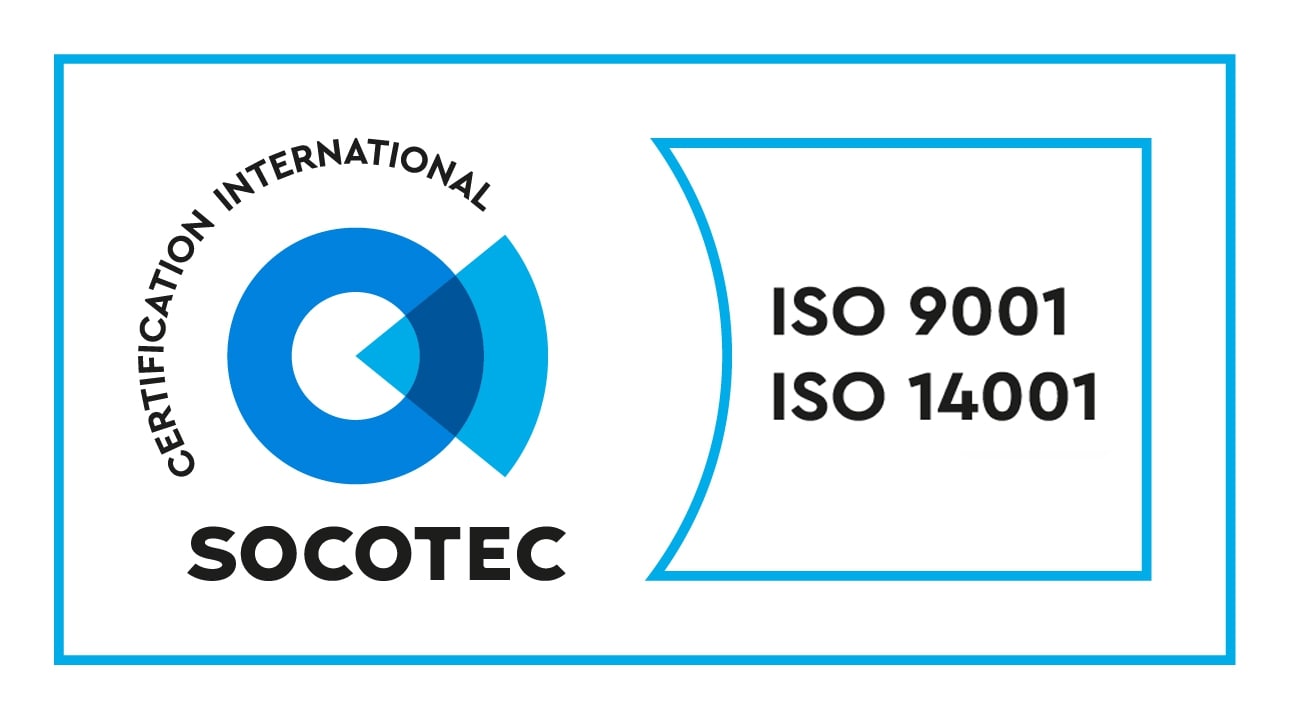 CERTIFICATION INTERNATIONAL
SOCOTEC
ISO 9001
ISO 14001